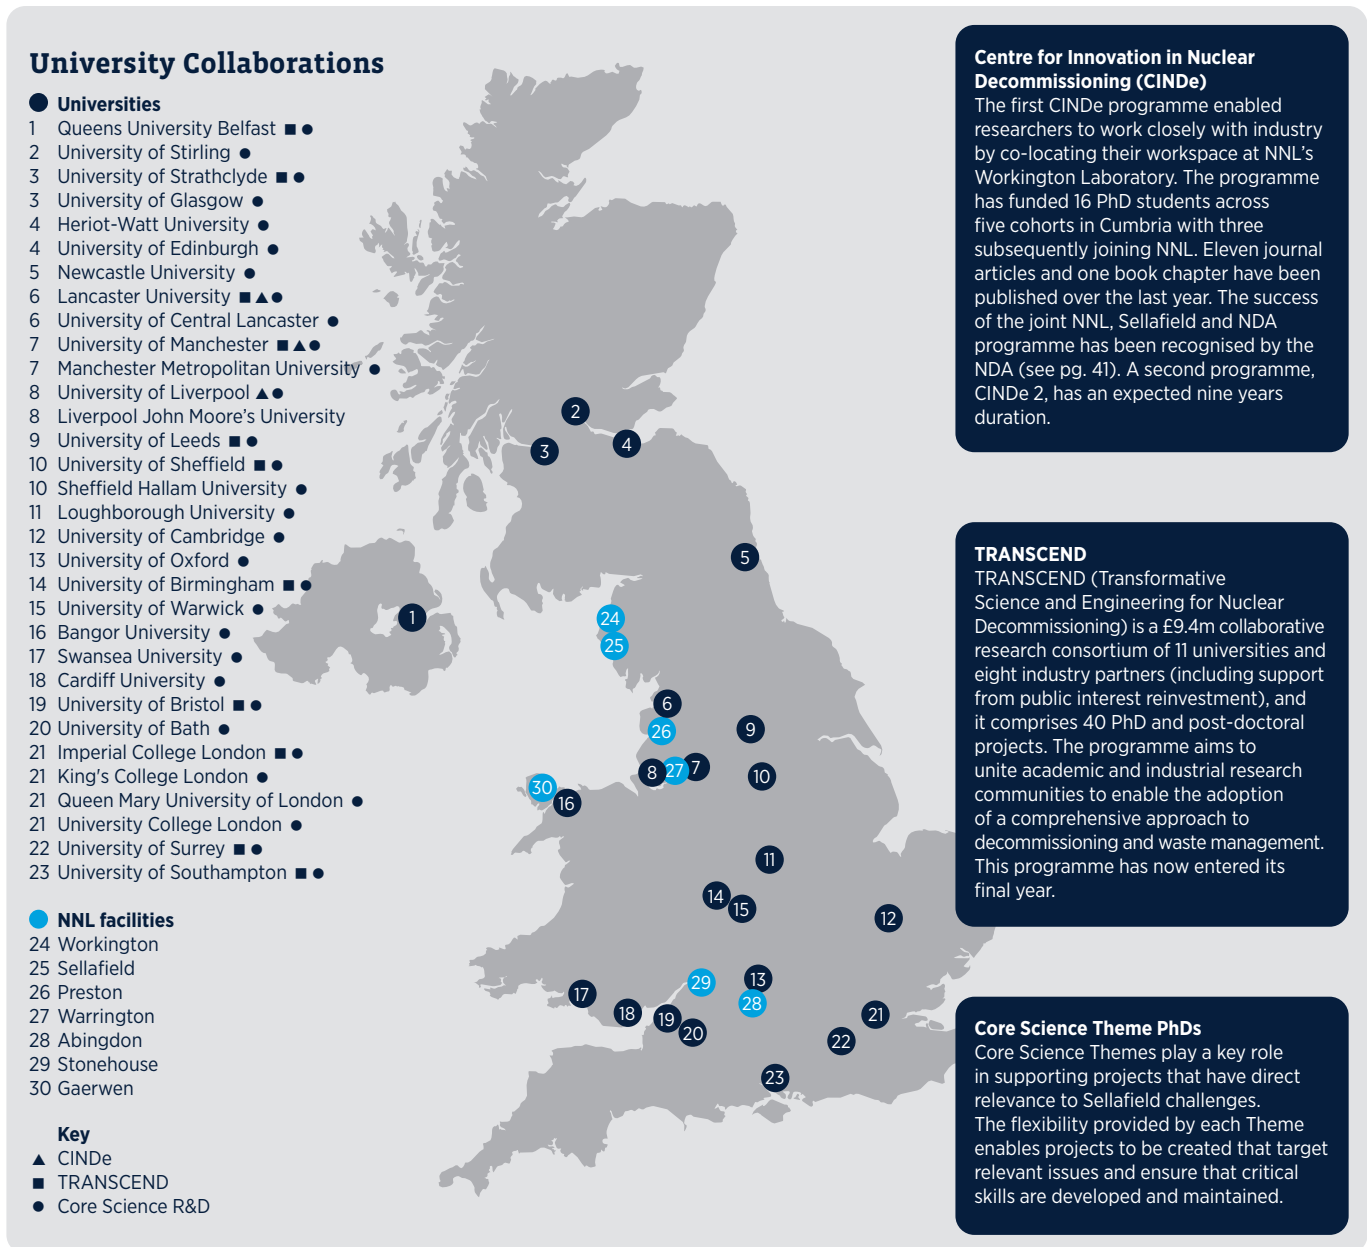 University Collaborations
● Universities
1 Queens University Belfast ■ ●
2 University of Stirling ●
3 University of Strathclyde ■ ●
3 University of Glasgow ●
4 Heriot-Watt University ●
4 University of Edinburgh ●
5 Newcastle University ●
6 Lancaster University ■ ▲ ●
6 University of Central Lancaster ●
7 University of Manchester ■ ▲ ●
7 Manchester Metropolitan University ●
8 University of Liverpool ▲ ●
8 Liverpool John Moore's University
9 University of Leeds ■ ●
10 University of Sheffield ■ ●
10 Sheffield Hallam University ●
11 Loughborough University ●
12 University of Cambridge ●
13 University of Oxford ●
14 University of Birmingham ■ ●
15 University of Warwick ●
16 Bangor University ●
17 Swansea University ●
18 Cardiff University ●
19 University of Bristol ■ ●
20 University of Bath ●
21 Imperial College London ■ ●
21 King's College London ●
21 Queen Mary University of London ●
21 University College London ●
22 University of Surrey ■ ●
23 University of Southampton ■ ●
● NNL facilities
24 Workington
25 Sellafield
26 Preston
27 Warrington
28 Abingdon
29 Stonehouse
30 Gaerwen
Key
▲ CINDe
■ TRANSCEND
● Core Science R&D
2
3
4
5
1
24
25
6
26
9
8
27
7
10
30
16
11
14
15
12
17
29
13
28
18
19
20
21
22
23
Centre for Innovation in Nuclear
Decommissioning (CINDe)
The first CINDe programme enabled
researchers to work closely with industry
by co-locating their workspace at NNL's
Workington Laboratory. The programme
has funded 16 PhD students across
five cohorts in Cumbria with three
subsequently joining NNL. Eleven journal
articles and one book chapter have been
published over the last year. The success
of the joint NNL, Sellafield and NDA
programme has been recognised by the
NDA (see pg. 41). A second programme,
CINDe 2, has an expected nine years
duration.
TRANSCEND
TRANSCEND (Transformative
Science and Engineering for Nuclear
Decommissioning) is a £9.4m collaborative
research consortium of 11 universities and
eight industry partners (including support
from public interest reinvestment), and
it comprises 40 PhD and post-doctoral
projects. The programme aims to
unite academic and industrial research
communities to enable the adoption
of a comprehensive approach to
decommissioning and waste management.
This programme has now entered its
final year.
Core Science Theme PhDs
Core Science Themes play a key role
in supporting projects that have direct
relevance to Sellafield challenges.
The flexibility provided by each Theme
enables projects to be created that target
relevant issues and ensure that critical
skills are developed and maintained.